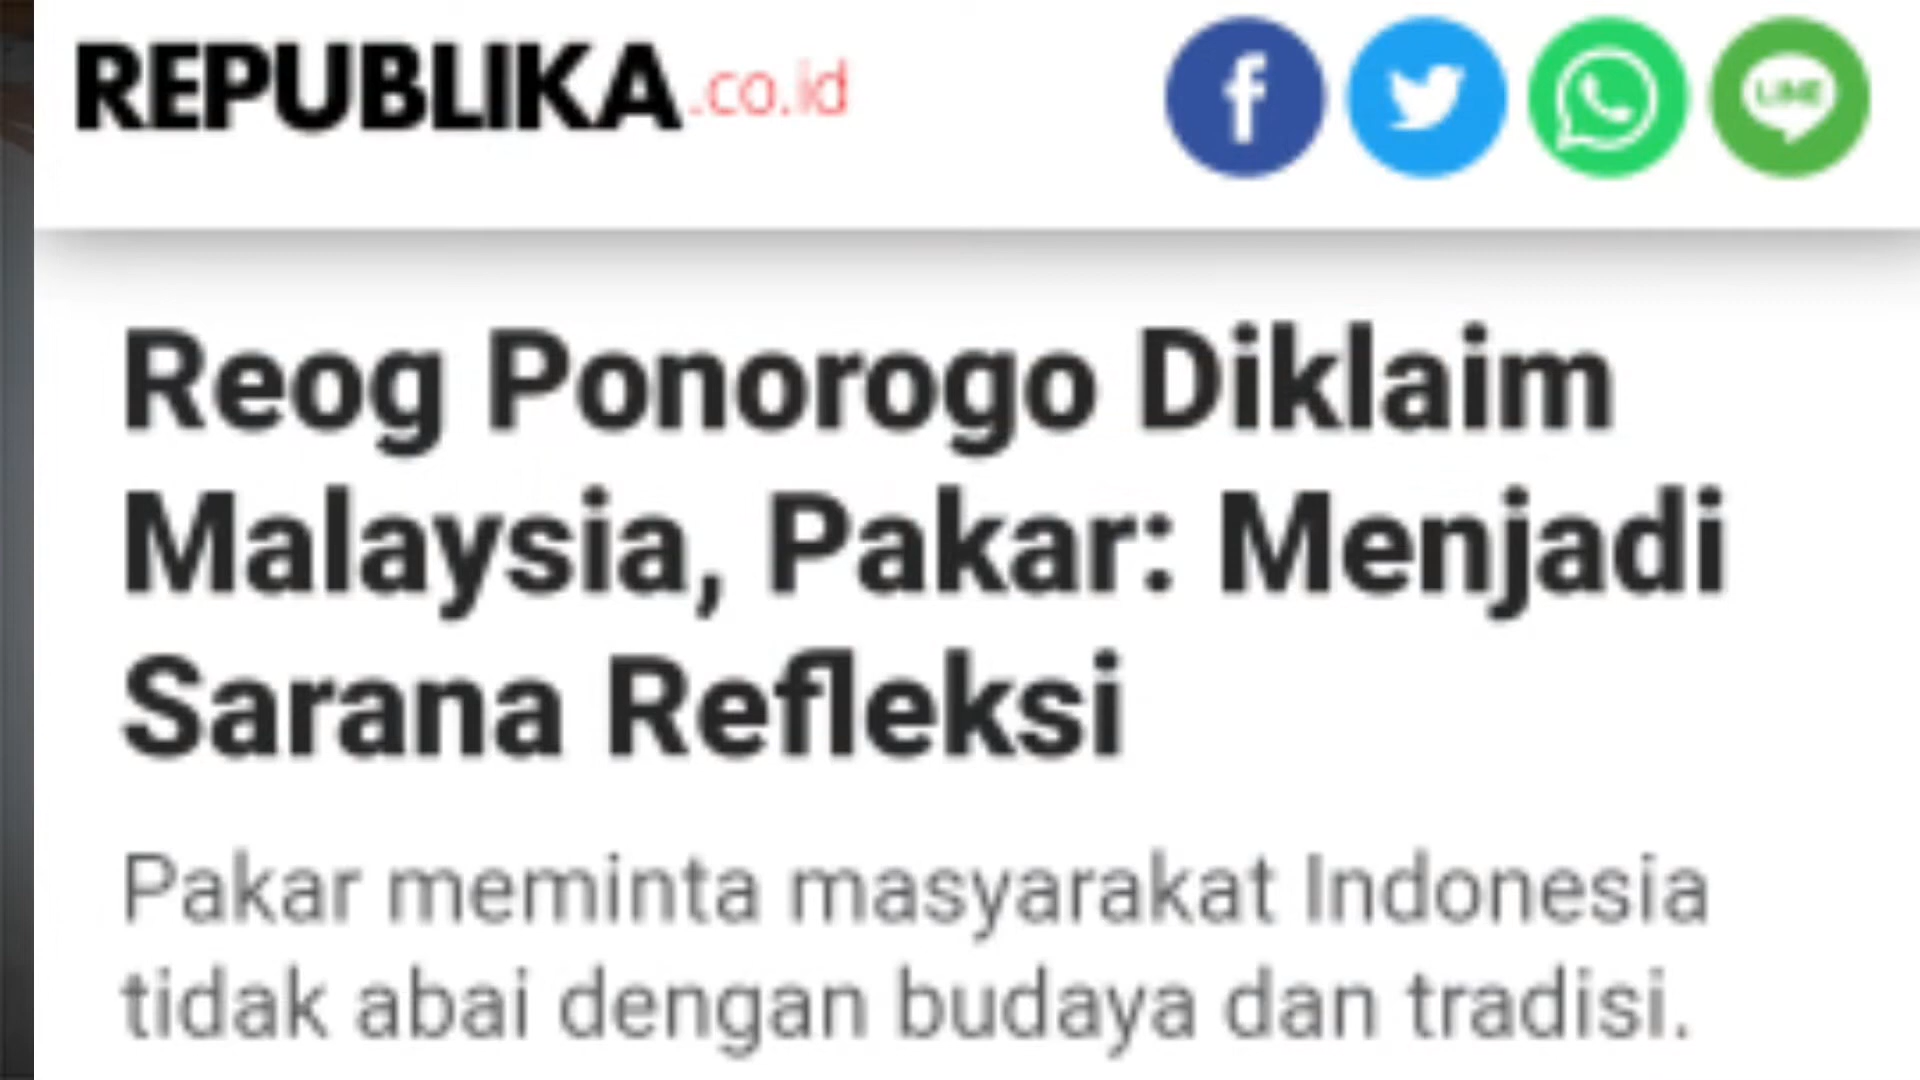 REPUBLIKA.co.id
LINE
Reog Ponorogo Diklaim
Malaysia, Pakar: Menjadi
Sarana Refleksi
Pakar meminta masyarakat Indonesia
tidak abai dengan budaya dan tradisi.